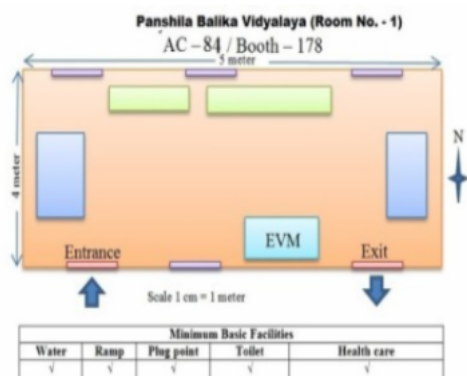 Panshila Balika Vidyalaya (Room No. - 1)
AC – 84 / Booth – 178
5 meter
4 meter
N
EVM
Entrance
Exit
Scale 1 cm = 1 meter
Minimum Basic Facilities
Water Ramp Plug point Toilet Health care
√ √ √ √ √